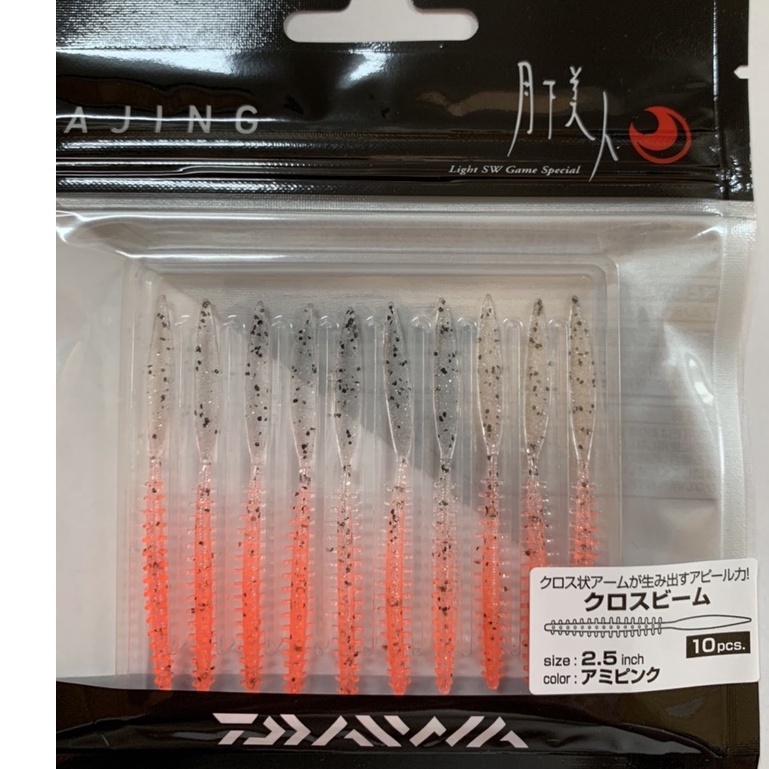 AJING
月下美人
Light SW Game Special
クロス状アームが生み出すアピール力!
クロスビーム
10pcs.
size : 2.5 inch
color : アミピンク
DAIWA